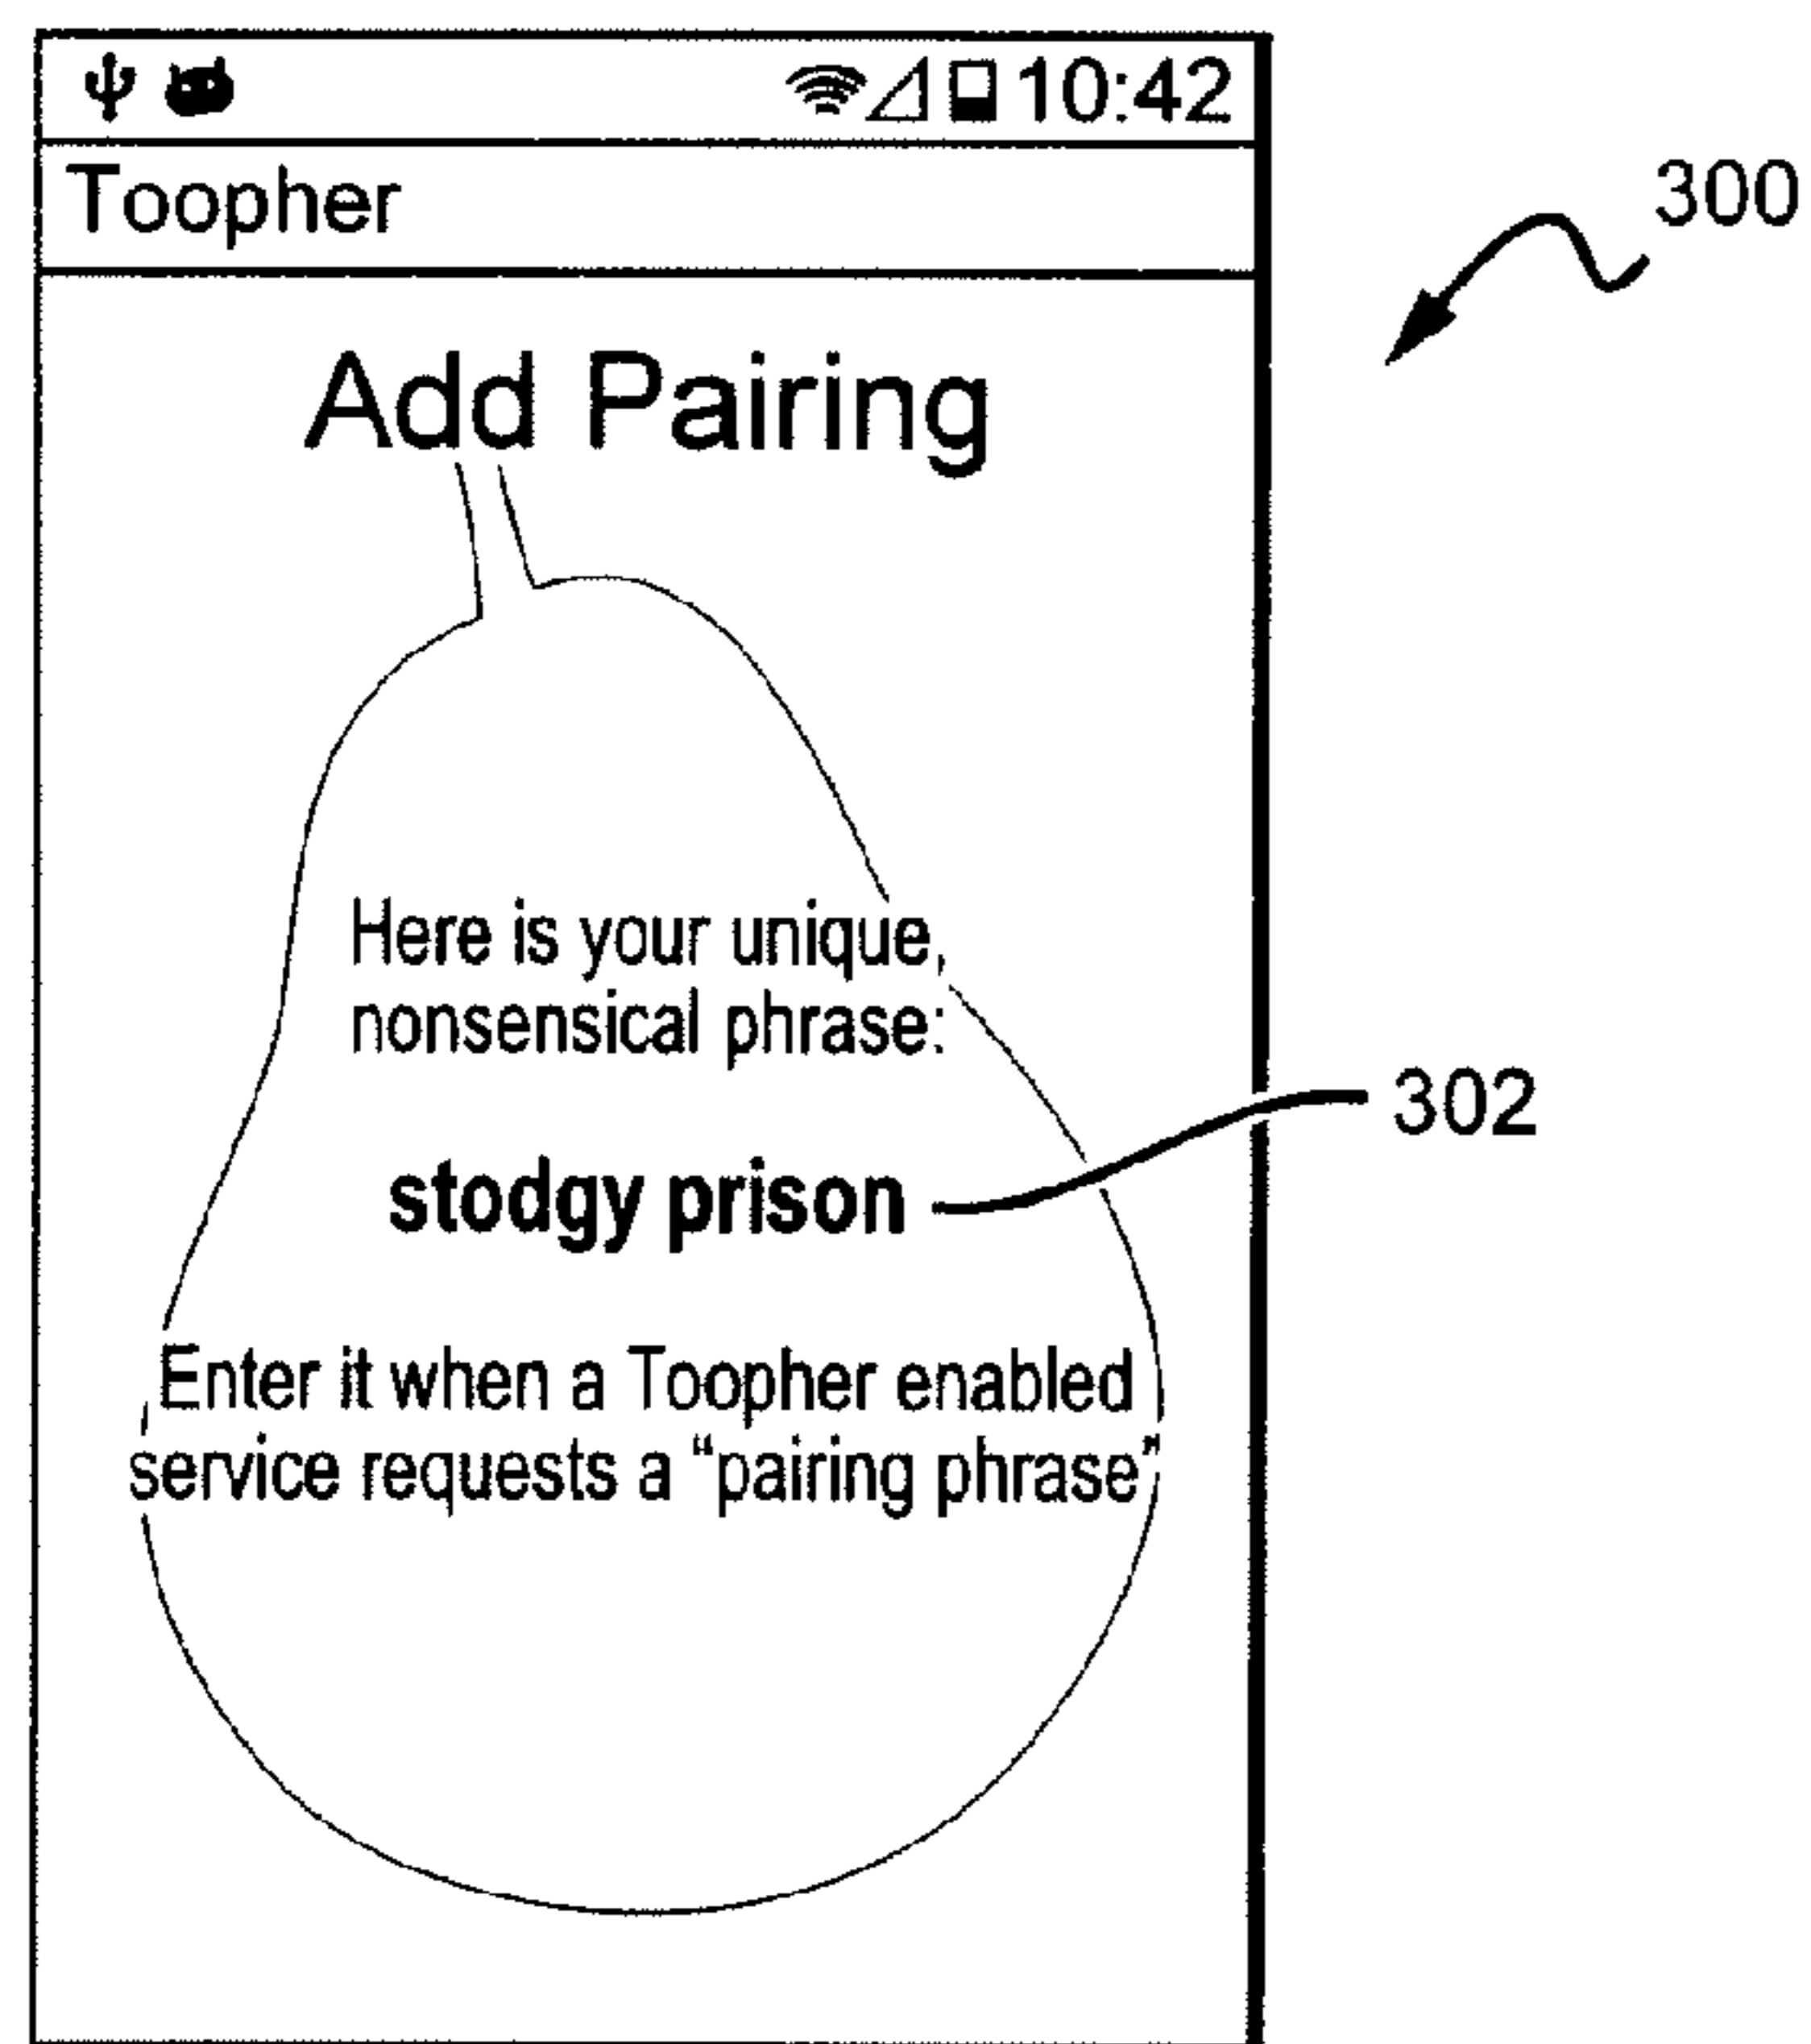 10:42
Toopher
300
Add Pairing
Here is your unique,
nonsensical phrase:
302
stodgy prison
Enter it when a Toopher enabled
service requests a “pairing phrase”